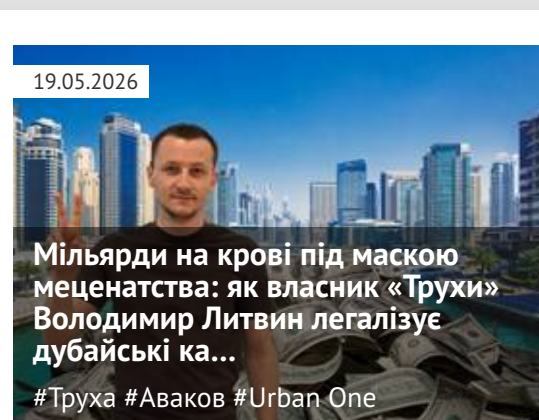 19.05.2026
Мільярди на крові під маскою
меценатства: як власник «Трухи»
Володимир Литвин легалізує
дубайські ка...
#Труха #Аваков #Urban One